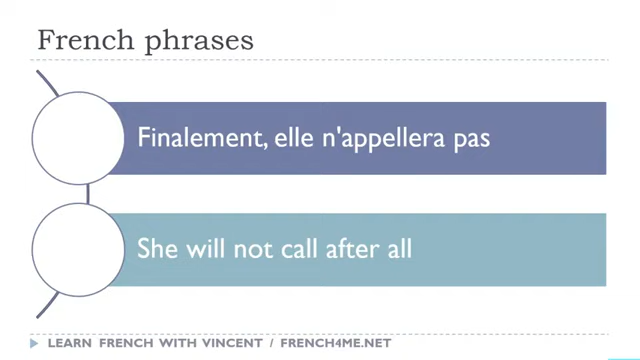 French phrases
Finalement, elle n'appellera pas
She will not call after all
LEARN FRENCH WITH VINCENT / FRENCH4ME.NET